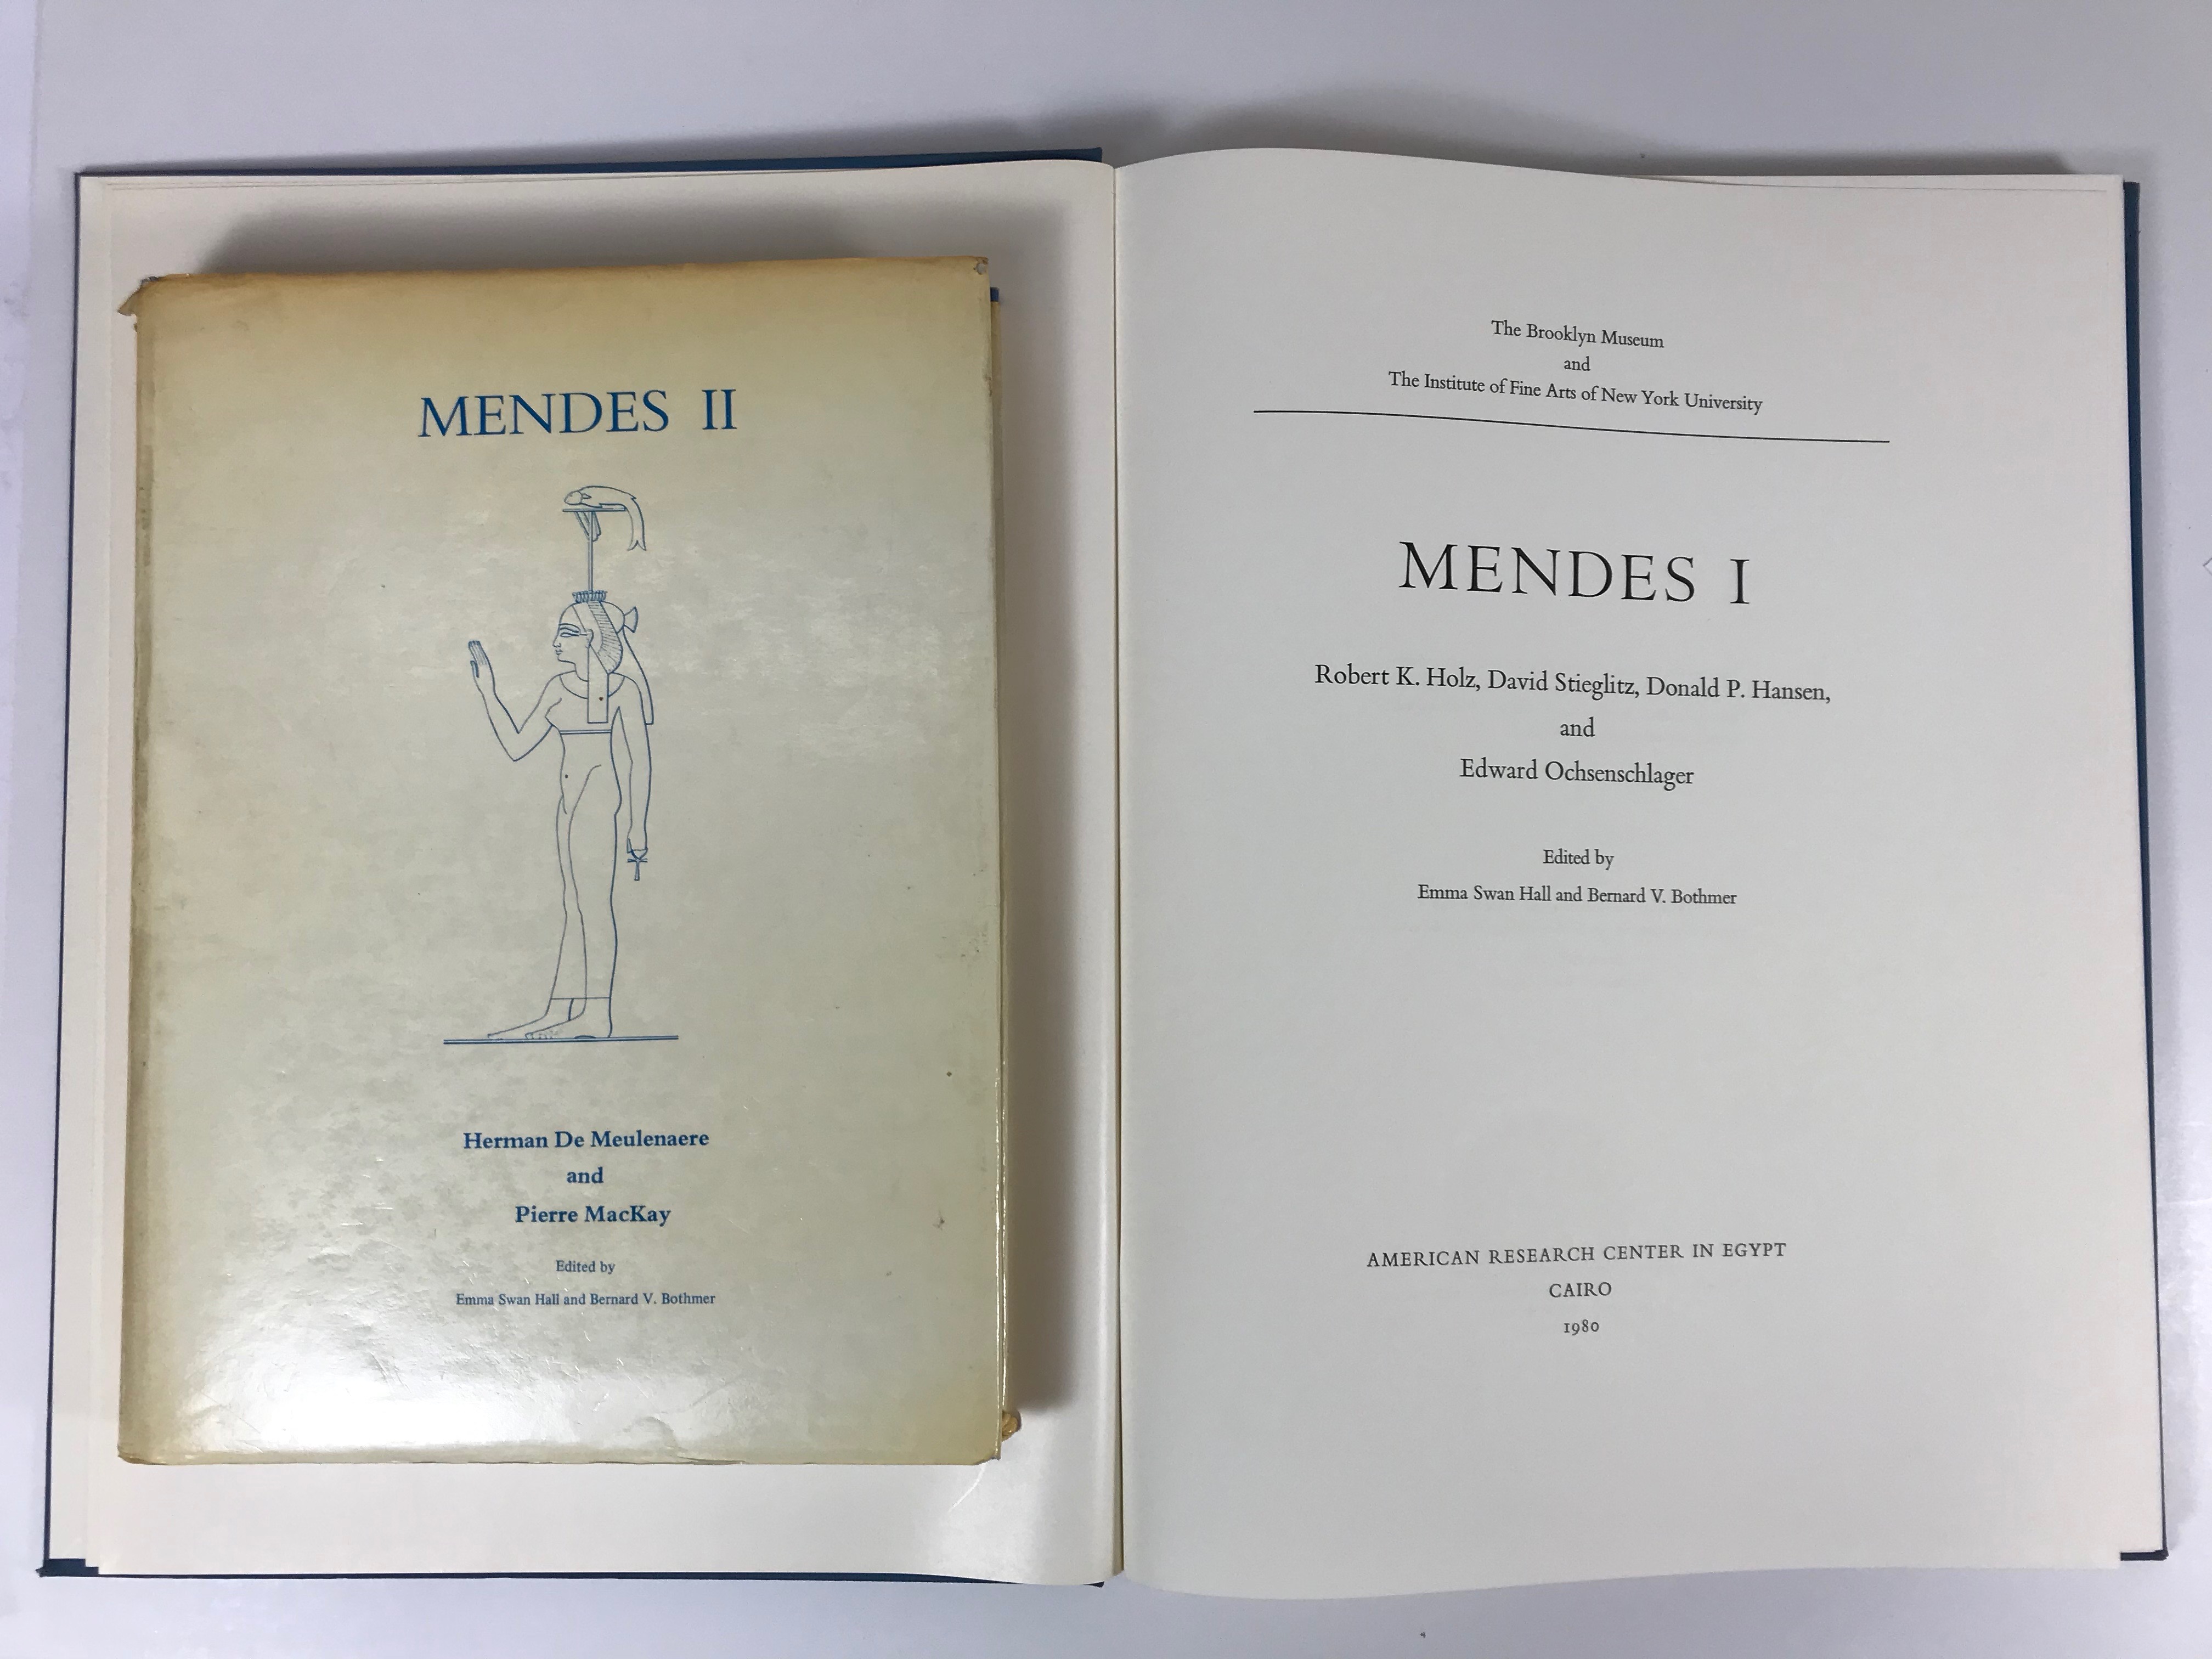 MENDES II
Herman De Meulenaere
and
Pierre MacKay
Edited by
Emma Swan Hall and Bernard V. Bothmer
The Brooklyn Museum
and
The Institute of Fine Arts of New York University
MENDES I
Robert K. Holz, David Stieglitz, Donald P. Hansen,
and
Edward Ochsenschlager
Edited by
Emma Swan Hall and Bernard V. Bothmer
AMERICAN RESEARCH CENTER IN EGYPT
CAIRO
1980